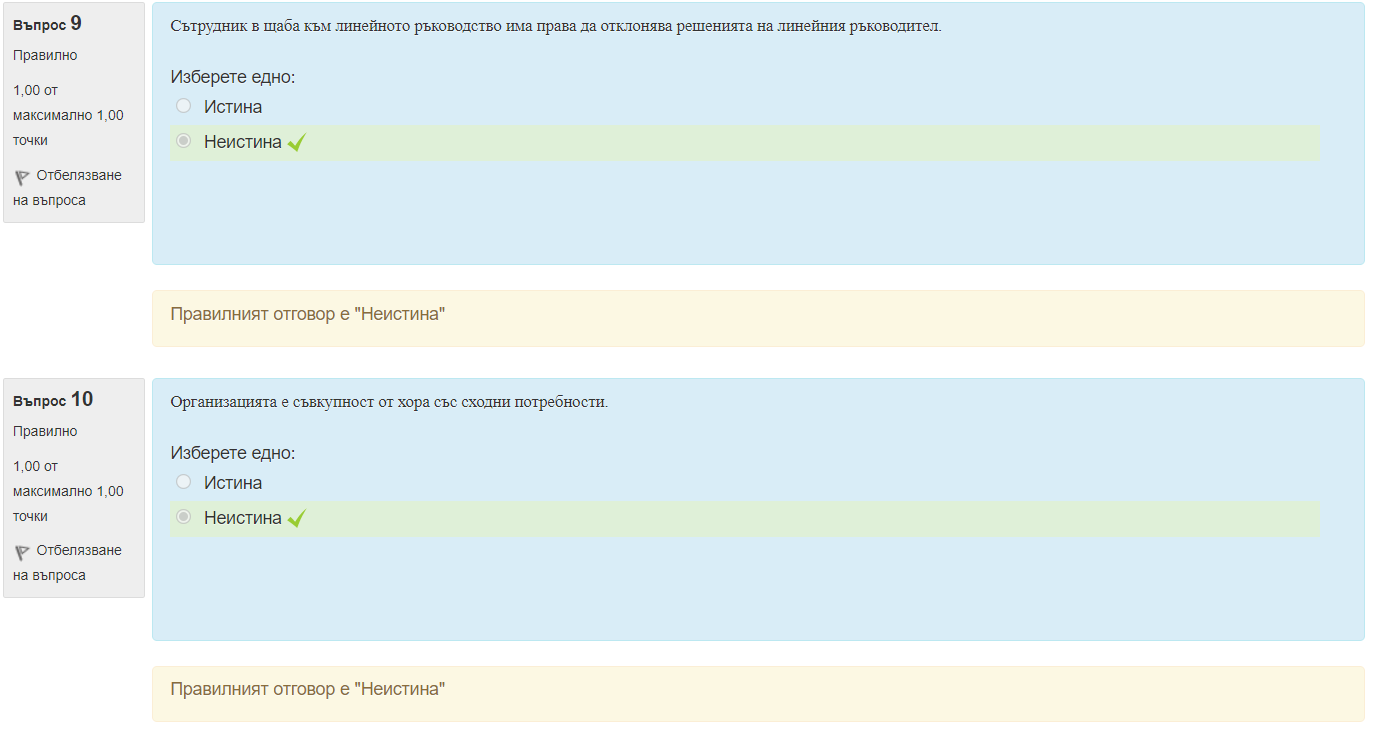 Въпрос 9
Правилно
1,00 от
максимално 1,00
точки
Отбелязване
на въпроса
Сътрудник в щаба към линейното ръководство има права да отклонява решенията на линейния ръководител.
Изберете едно:
Истина
Неистина
Правилният отговор е "Неистина"
Въпрос 10
Правилно
1,00 от
максимално 1,00
точки
Отбелязване
на въпроса
Организацията е съвкупност от хора със сходни потребности.
Изберете едно:
Истина
Неистина
Правилният отговор е "Неистина"